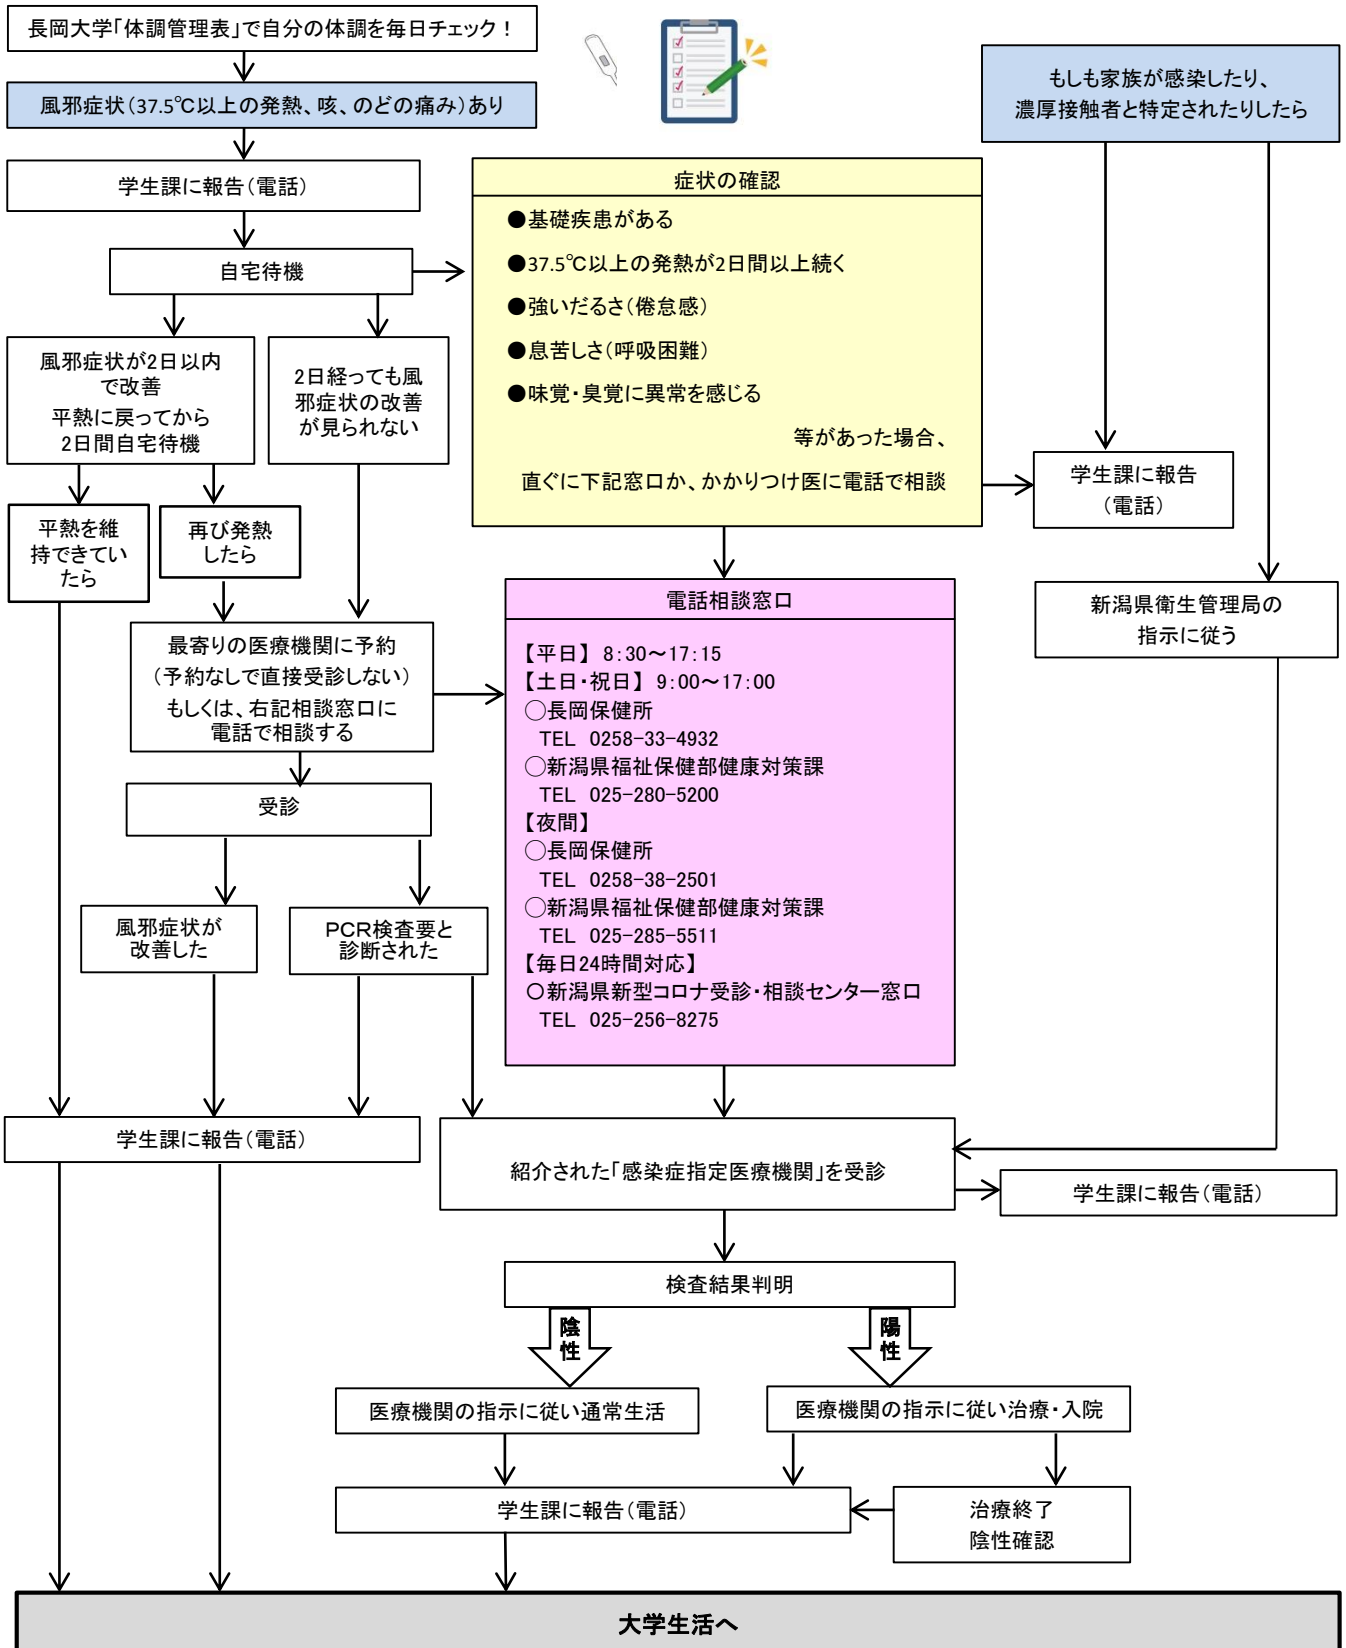 長岡大学「体調管理表」で自分の体調を毎日チェック！
風邪症状（37.5℃以上の発熱、咳、のどの痛み）あり
もしも家族が感染したり、
濃厚接触者と特定されたりしたら
学生課に報告（電話）
自宅待機
症状の確認
●基礎疾患がある
●37.5℃以上の発熱が2日間以上続く
●強いだるさ（倦怠感）
●息苦しさ（呼吸困難）
●味覚・臭覚に異常を感じる
等があった場合、
直ぐに下記窓口か、かかりつけ医に電話で相談
風邪症状が2日以内
で改善
平熱に戻ってから
2日間自宅待機
2日経っても風
邪症状の改善
が見られない
学生課に報告
（電話）
平熱を維
持できてい
たら
再び発熱
したら
新潟県衛生管理局の
指示に従う
最寄りの医療機関に予約
（予約なしで直接受診しない）
もしくは、右記相談窓口に
電話で相談する
電話相談窓口
【平日】 8:30～17:15
【土日・祝日】 9:00～17:00
◯長岡保健所
TEL 0258-33-4932
◯新潟県福祉保健部健康対策課
TEL 025-280-5200
【夜間】
◯長岡保健所
TEL 0258-38-2501
◯新潟県福祉保健部健康対策課
TEL 025-285-5511
【毎日24時間対応】
〇新潟県新型コロナ受診・相談センター窓口
TEL 025-256-8275
受診
風邪症状が
改善した
ＰＣＲ検査要と
診断された
学生課に報告（電話）
紹介された「感染症指定医療機関」を受診
学生課に報告（電話）
検査結果判明
陰性
陽性
医療機関の指示に従い通常生活
医療機関の指示に従い治療・入院
学生課に報告（電話）
治療終了
陰性確認
大学生活へ